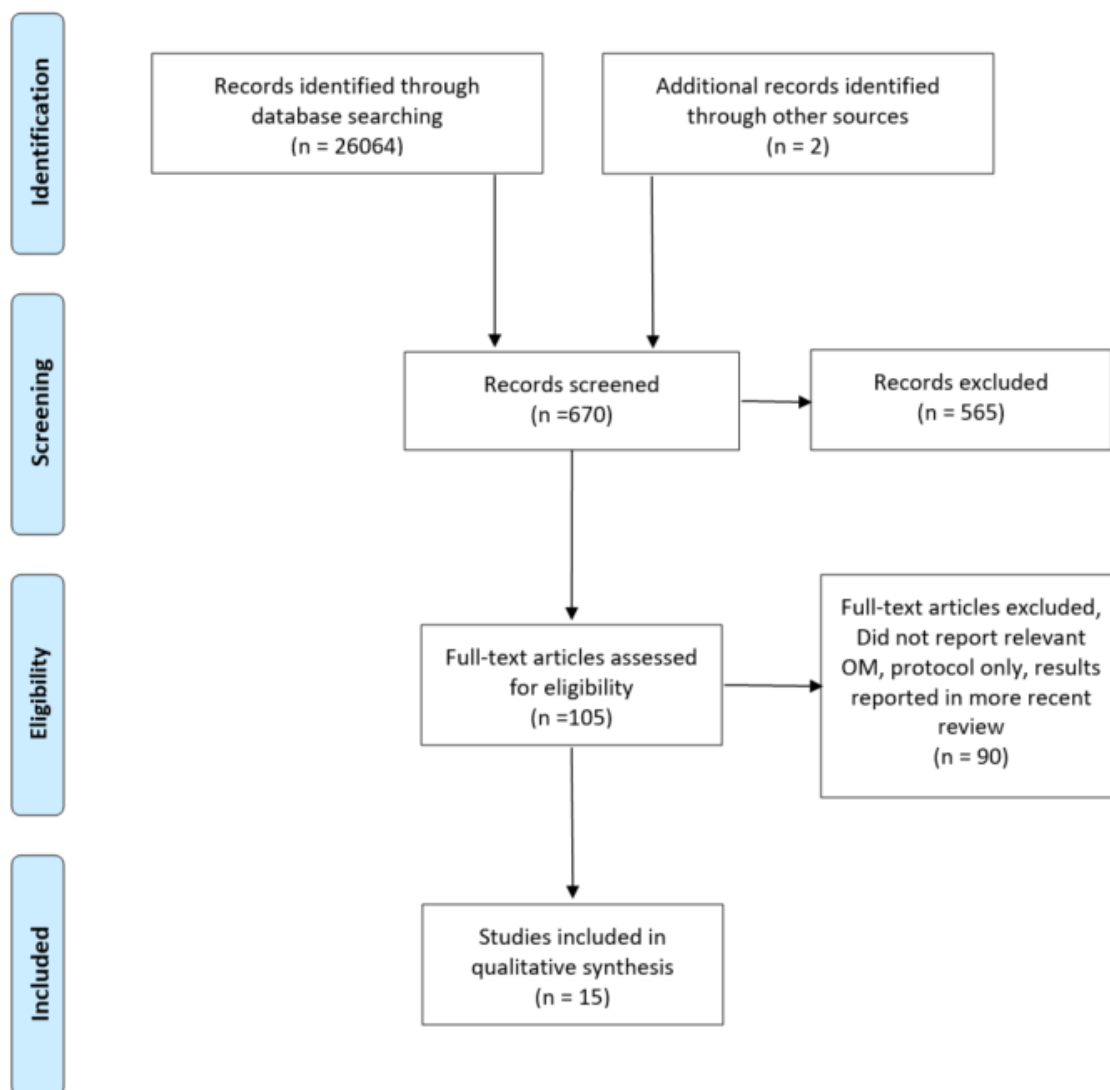 Identification
Records identified through
database searching
(n = 26064)
Additional records identified
through other sources
(n = 2)
Screening
Records screened
(n =670)
Records excluded
(n = 565)
Eligibility
Full-text articles assessed
for eligibility
(n =105)
Full-text articles excluded,
Did not report relevant
OM, protocol only, results
reported in more recent
review
(n = 90)
Included
Studies included in
qualitative synthesis
(n = 15)